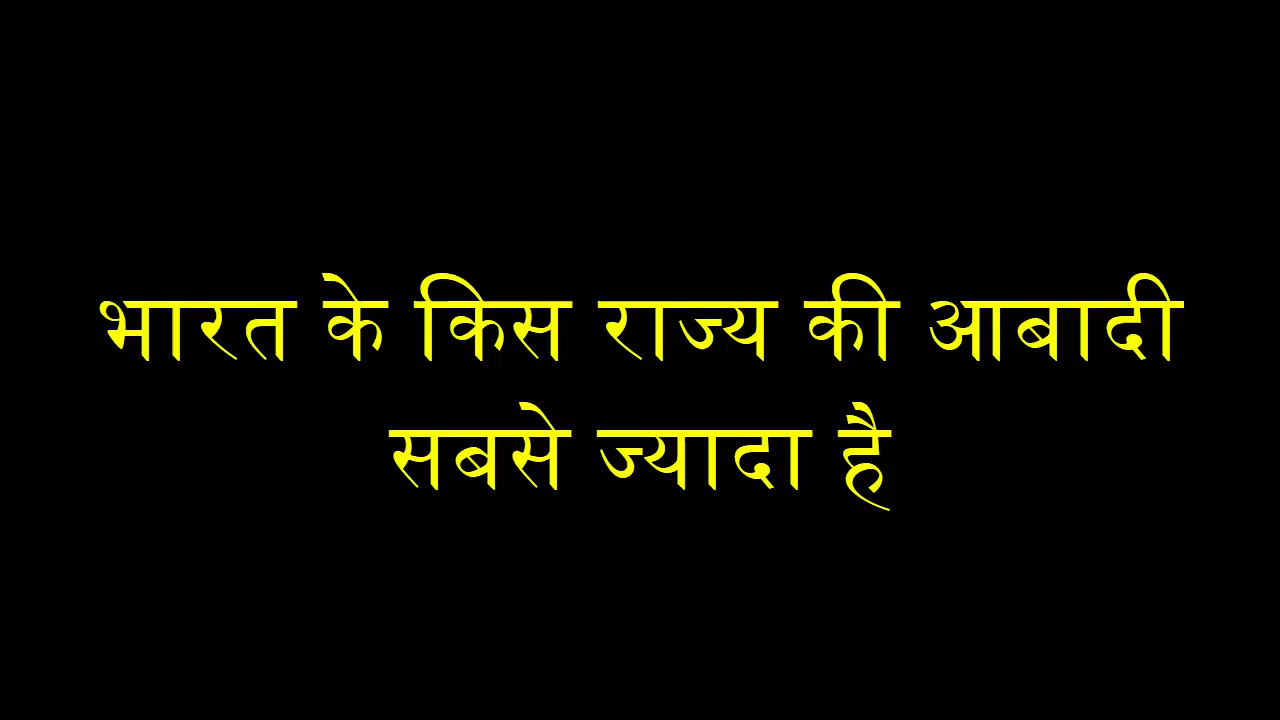 भारत के किस राज्य की आबादी
सबसे ज्यादा है